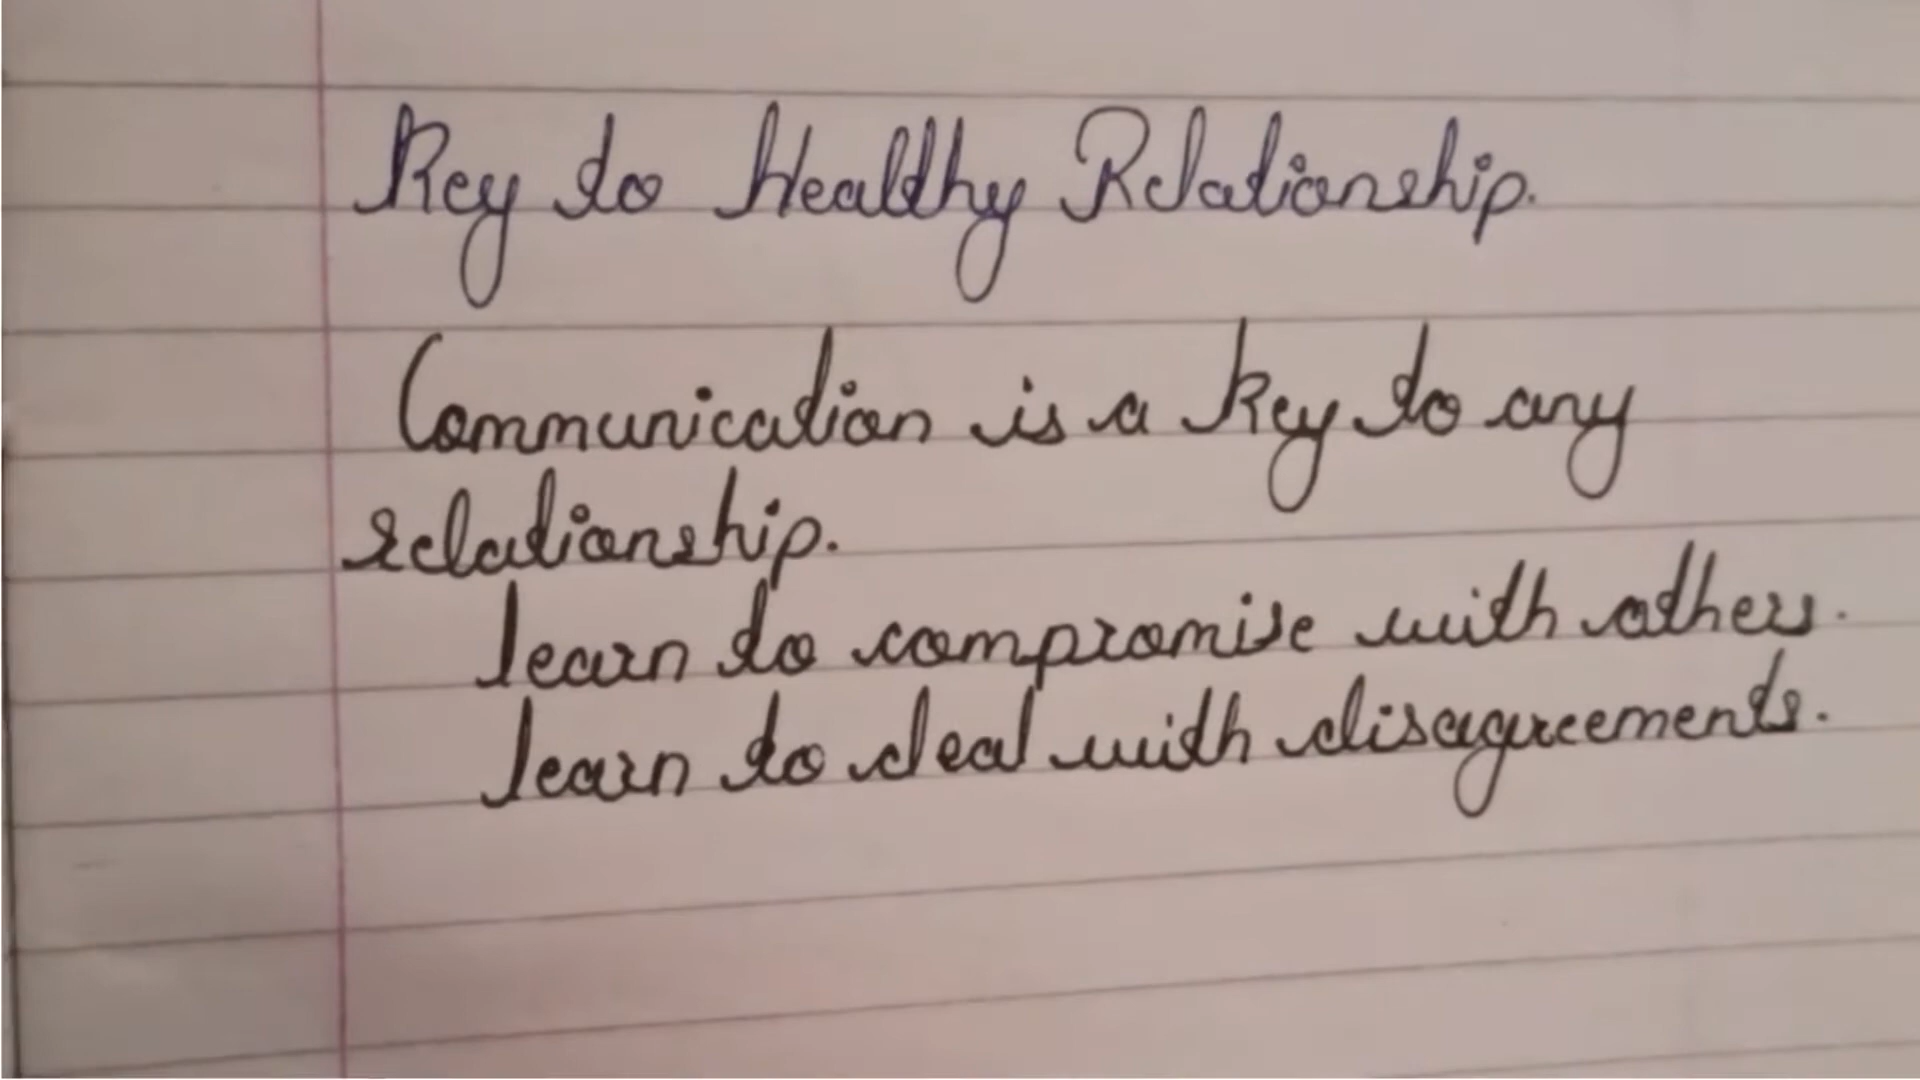 Key to Healthy Relationship.
Communication is a key to any
relationship.
learn to compromise with others.
learn to deal with disagreements.